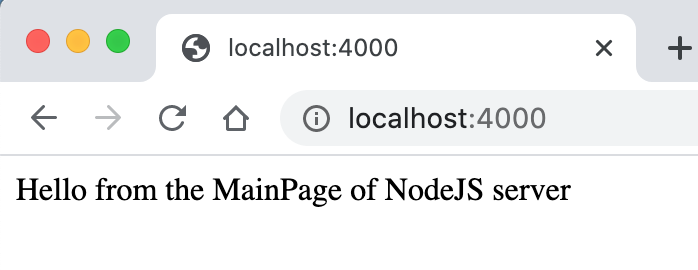 localhost:4000
localhost:4000
Hello from the MainPage of NodeJS server